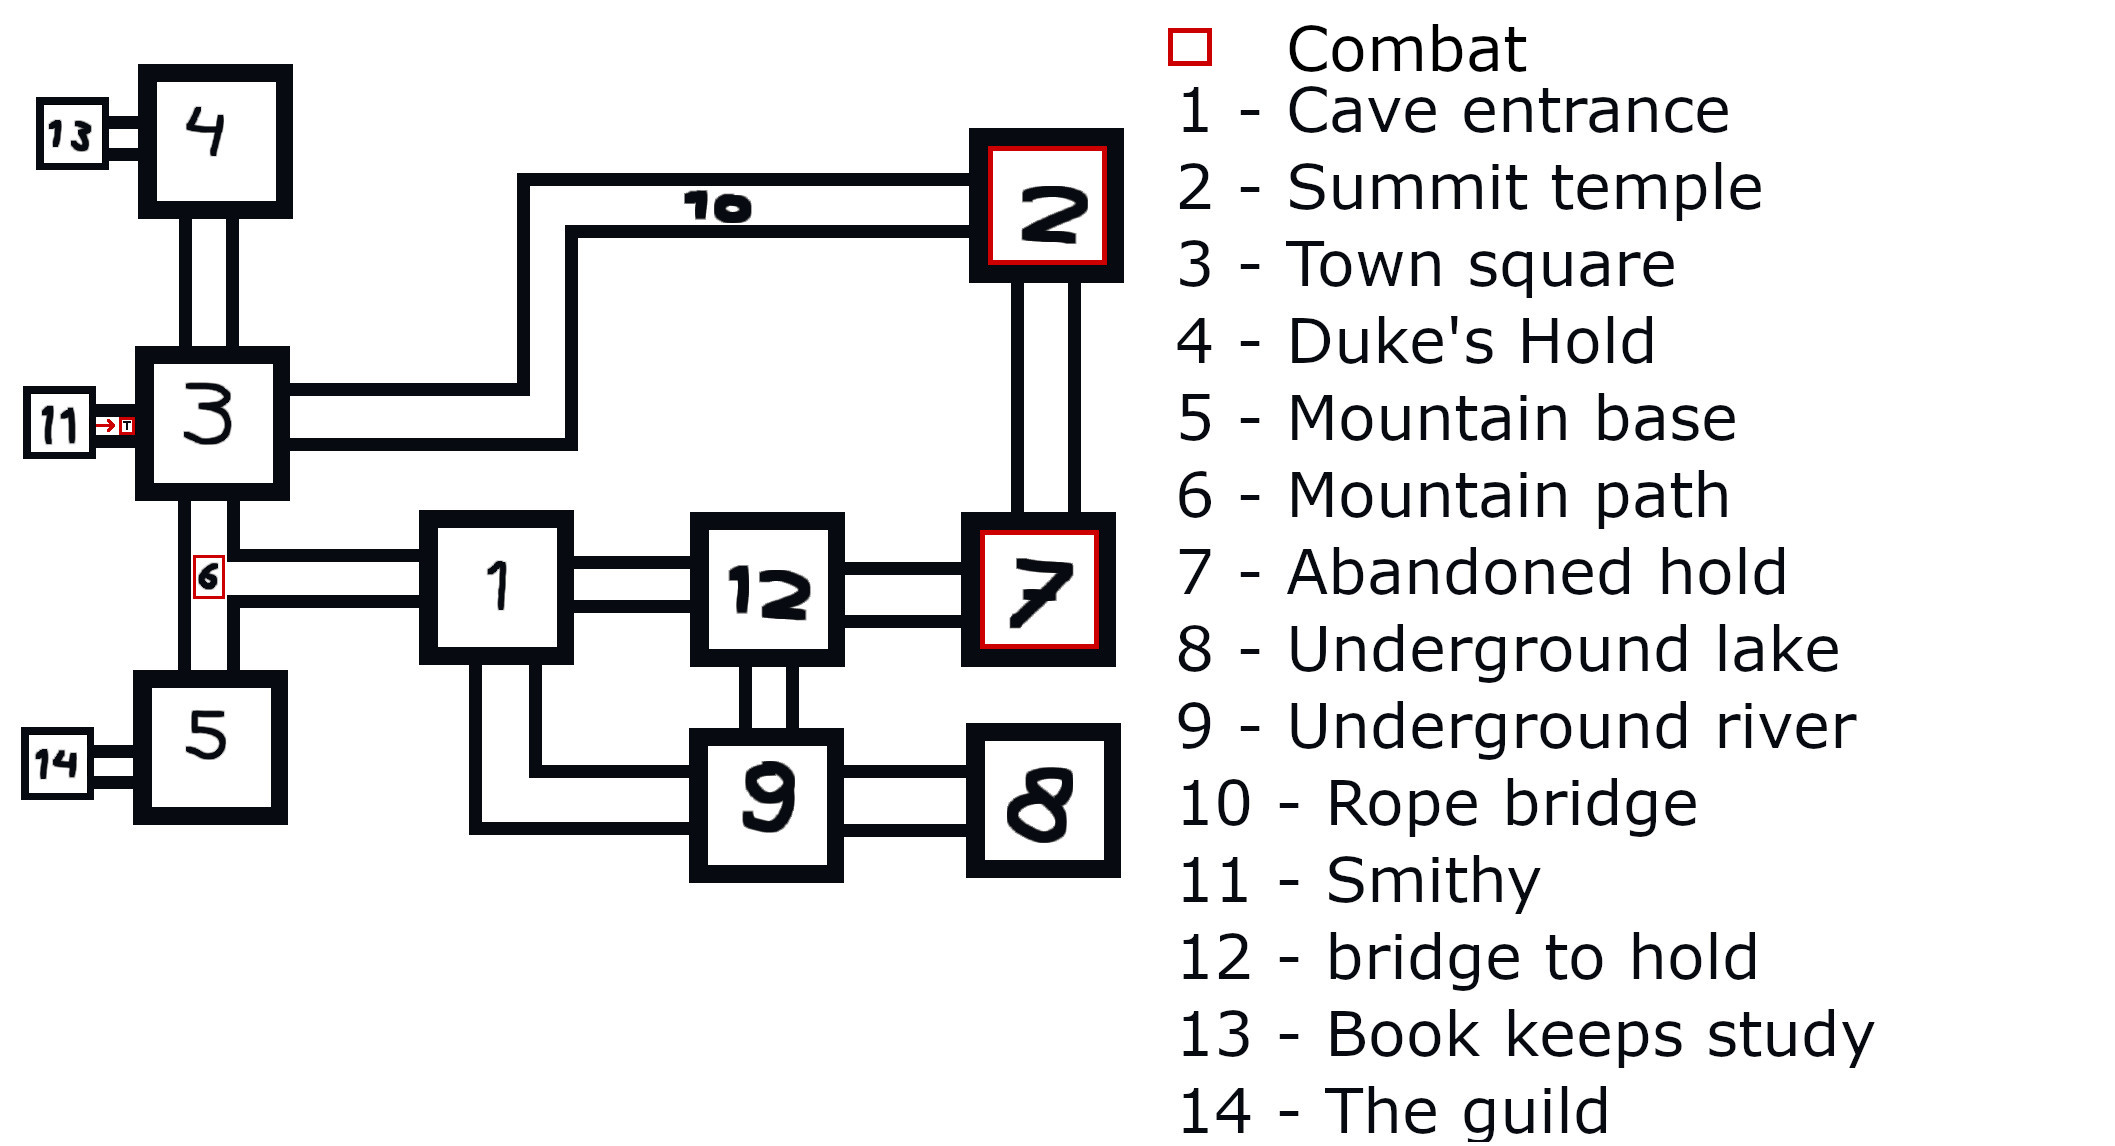 Combat
1 - Cave entrance
2 - Summit temple
3 - Town square
4 - Duke's Hold
5 - Mountain base
6 - Mountain path
7 - Abandoned hold
8 - Underground lake
9 - Underground river
10 - Rope bridge
11 - Smithy
12 - bridge to hold
13 - Book keeps study
14 - The guild
13
4
10
2
11
T
3
6
1
12
7
14
5
9
8